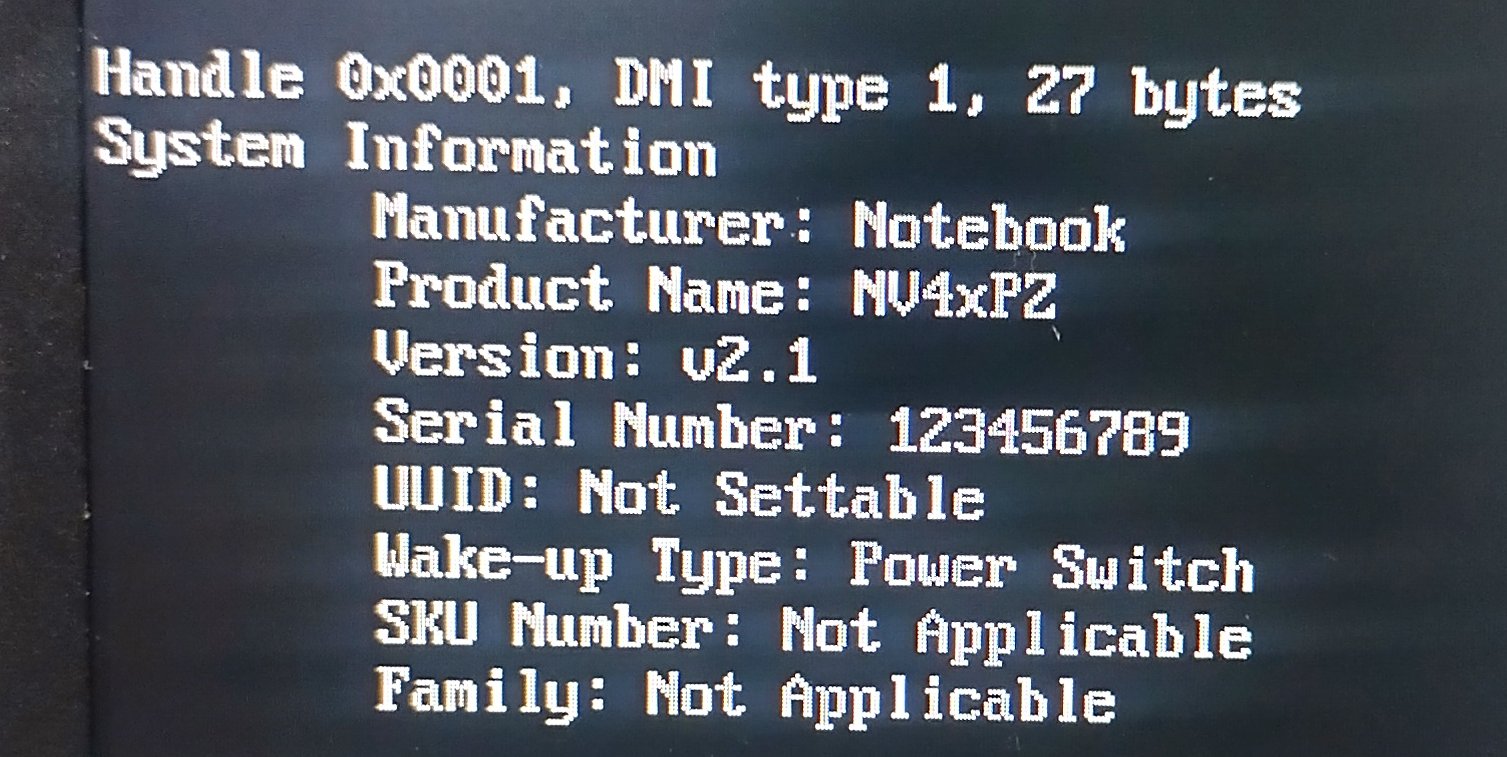 Handle 0x0001, DMI type 1, 27 bytes
System Information
Manufacturer: Notebook
Product Name: NV4xPZ
Version: v2.1
Serial Number: 123456789
UUID: Not Settable
Wake-up Type: Power Switch
SKU Number: Not Applicable
Family: Not Applicable